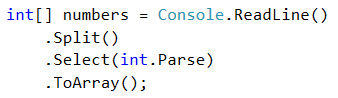 int[] numbers = Console.ReadLine()
    .Split()
    .Select(int.Parse)
    .ToArray();